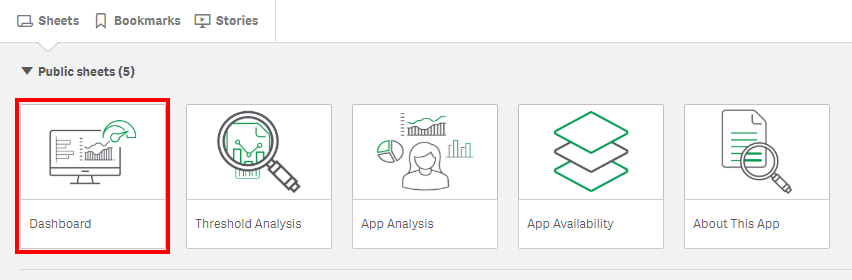 Sheets Bookmarks Stories
Public sheets (5)
Dashboard
Threshold Analysis
App Analysis
App Availability
About This App